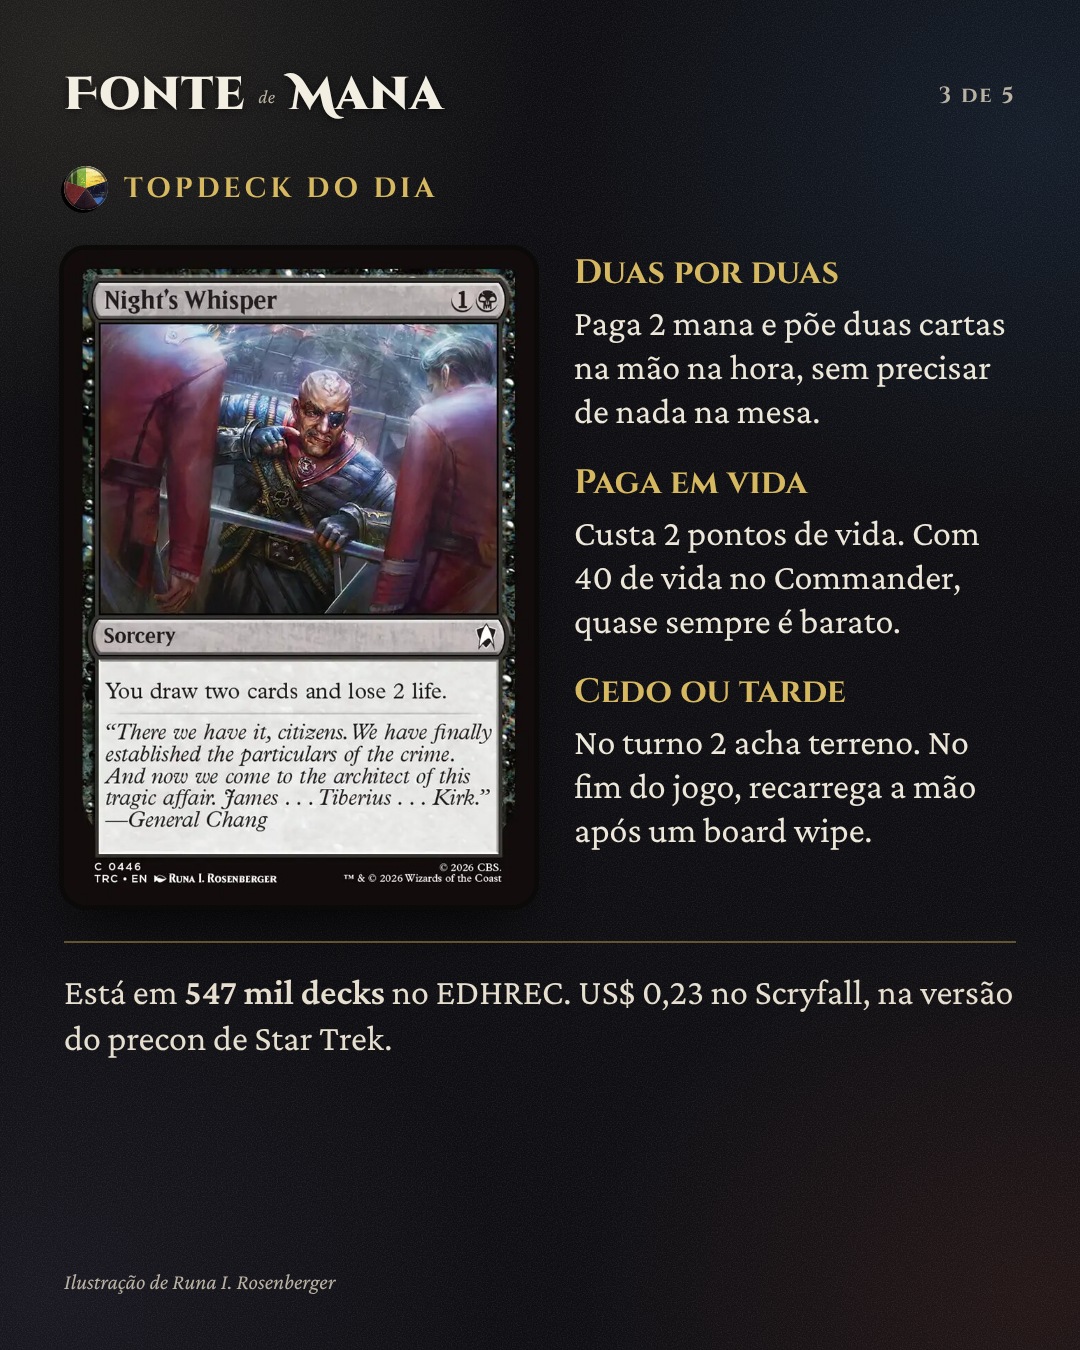 Fonte de Mana
3 de 5
Topdeck do dia
Night's Whisper 1
Sorcery
You draw two cards and lose 2 life.
“There we have it, citizens. We have finally
established the particulars of the crime.
And now we come to the architect of this
tragic affair. James . . . Tiberius . . . Kirk.”
—General Chang
C 0446
TRC • EN Runa I. Rosenberger
© 2026 CBS.
™ & © 2026 Wizards of the Coast
Duas por duas
Paga 2 mana e põe duas cartas
na mão na hora, sem precisar
de nada na mesa.
Paga em vida
Custa 2 pontos de vida. Com
40 de vida no Commander,
quase sempre é barato.
Cedo ou tarde
No turno 2 acha terreno. No
fim do jogo, recarrega a mão
após um board wipe.
Está em 547 mil decks no EDHREC. US$ 0,23 no Scryfall, na versão
do precon de Star Trek.
Ilustração de Runa I. Rosenberger